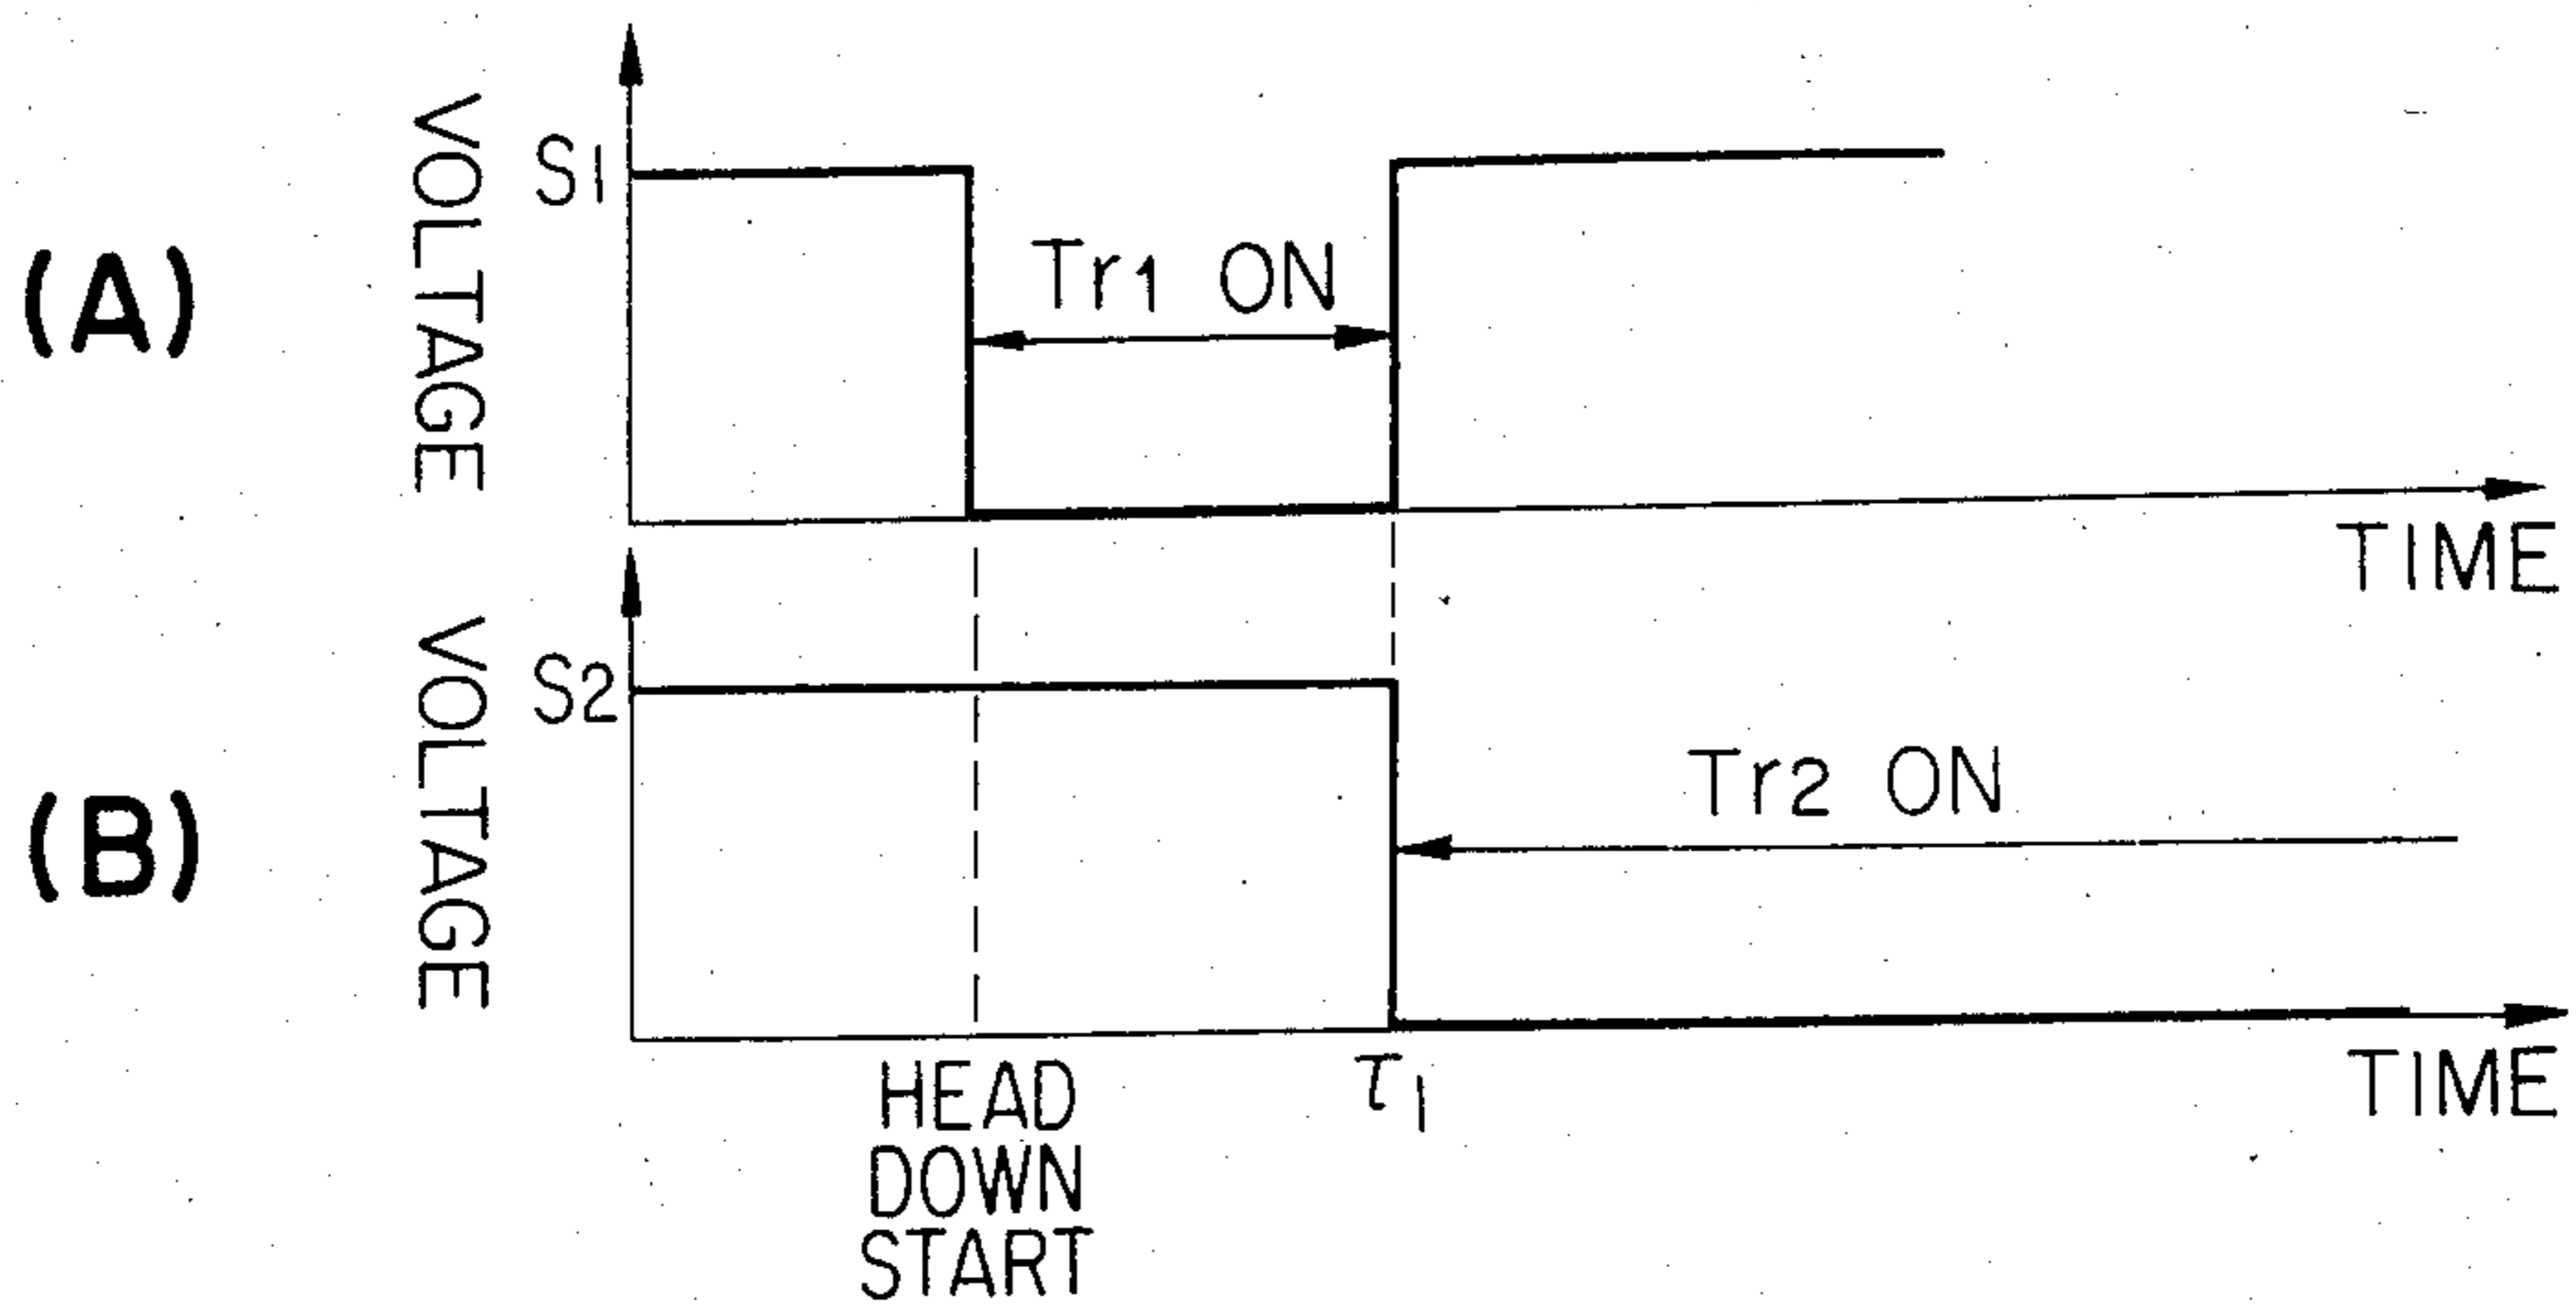 (A)
VOLTAGE
S1
Tr1 ON
TIME
(B)
VOLTAGE
S2
Tr2 ON
TIME
HEAD
DOWN
START
τ1